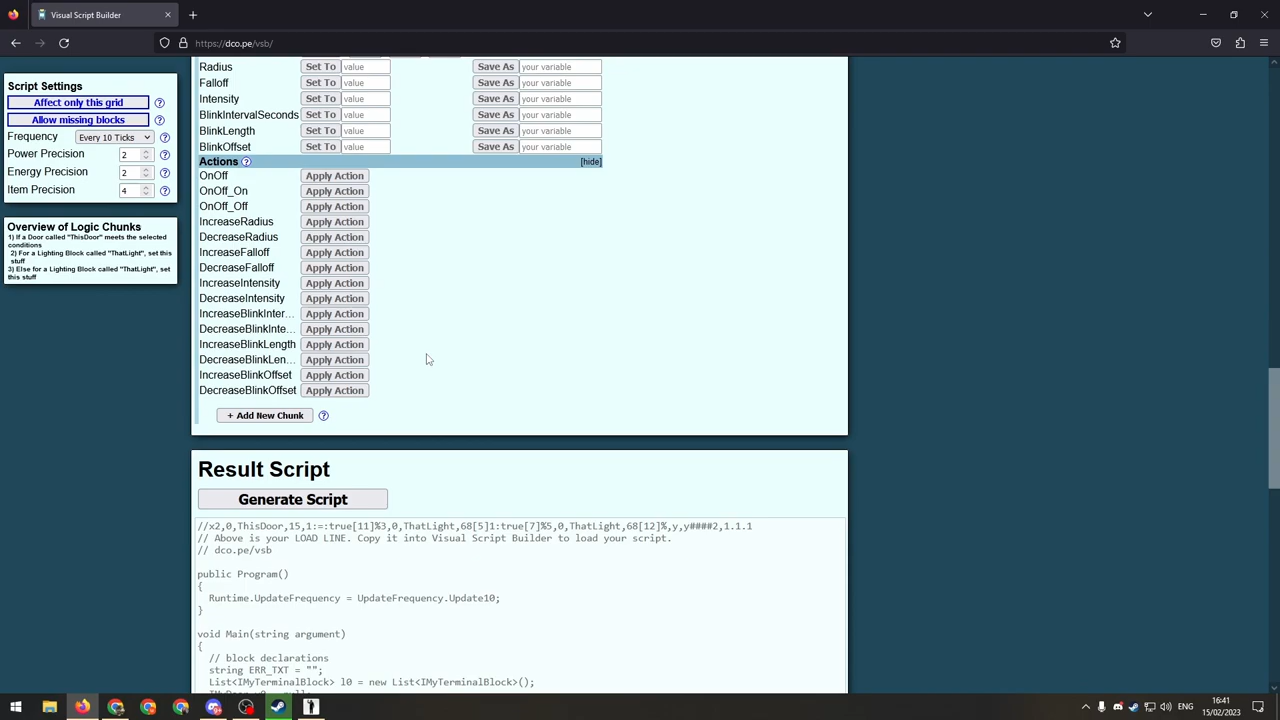 Visual Script Builder
https://dco.pe/vsb/
Script Settings
Affect only this grid ?
Allow missing blocks ?
Frequency Every 10 Ticks ?
Power Precision 2 ?
Energy Precision 2 ?
Item Precision 4 ?
Overview of Logic Chunks
1) If a Door called "ThisDoor" meets the selected
conditions
2) For a Lighting Block called "ThatLight", set this
stuff
3) Else for a Lighting Block called "ThatLight", set
this stuff
Radius Set To value Save As your variable
Falloff Set To value Save As your variable
Intensity Set To value Save As your variable
BlinkIntervalSeconds Set To value Save As your variable
BlinkLength Set To value Save As your variable
BlinkOffset Set To value Save As your variable
Actions ? [hide]
OnOff Apply Action
OnOff_On Apply Action
OnOff_Off Apply Action
IncreaseRadius Apply Action
DecreaseRadius Apply Action
IncreaseFalloff Apply Action
DecreaseFalloff Apply Action
IncreaseIntensity Apply Action
DecreaseIntensity Apply Action
IncreaseBlinkInter... Apply Action
DecreaseBlinkInte... Apply Action
IncreaseBlinkLength Apply Action
DecreaseBlinkLen... Apply Action
IncreaseBlinkOffset Apply Action
DecreaseBlinkOffset Apply Action
+ Add New Chunk ?
Result Script
Generate Script
//x2,0,ThisDoor,15,1:=:true[11]%3,0,ThatLight,68[5]1:true[7]%5,0,ThatLight,68[12]%,y,y####2,1.1.1
// Above is your LOAD LINE. Copy it into Visual Script Builder to load your script.
// dco.pe/vsb
public Program()
{
Runtime.UpdateFrequency = UpdateFrequency.Update10;
}
void Main(string argument)
{
// block declarations
string ERR_TXT = "";
List<IMyTerminalBlock> l0 = new List<IMyTerminalBlock>();
ENG
16:41
15/02/2023